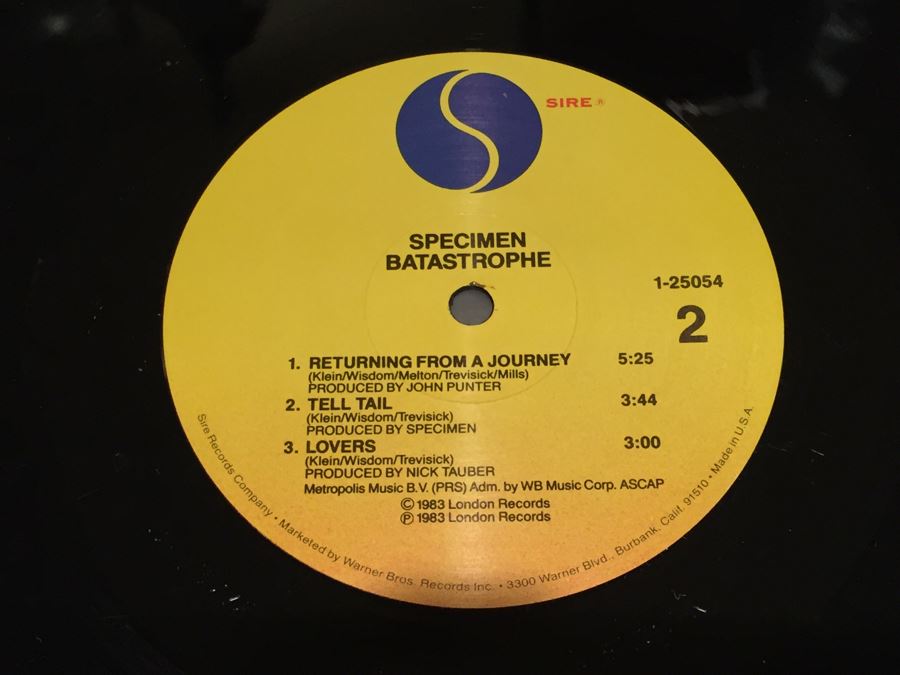 SIRE ®
SPECIMEN
BATASTROPHE
1-25054
2
1. RETURNING FROM A JOURNEY 5:25
(Klein/Wisdom/Melton/Trevisick/Mills)
PRODUCED BY JOHN PUNTER
2. TELL TAIL 3:44
(Klein/Wisdom/Trevisick)
PRODUCED BY SPECIMEN
3. LOVERS 3:00
(Klein/Wisdom/Trevisick)
PRODUCED BY NICK TAUBER
Metropolis Music B.V. (PRS) Adm. by WB Music Corp. ASCAP
© 1983 London Records
℗ 1983 London Records
Sire Records Company • Marketed by Warner Bros. Records Inc. • 3300 Warner Blvd., Burbank, Calif. 91510 • Made in U.S.A.